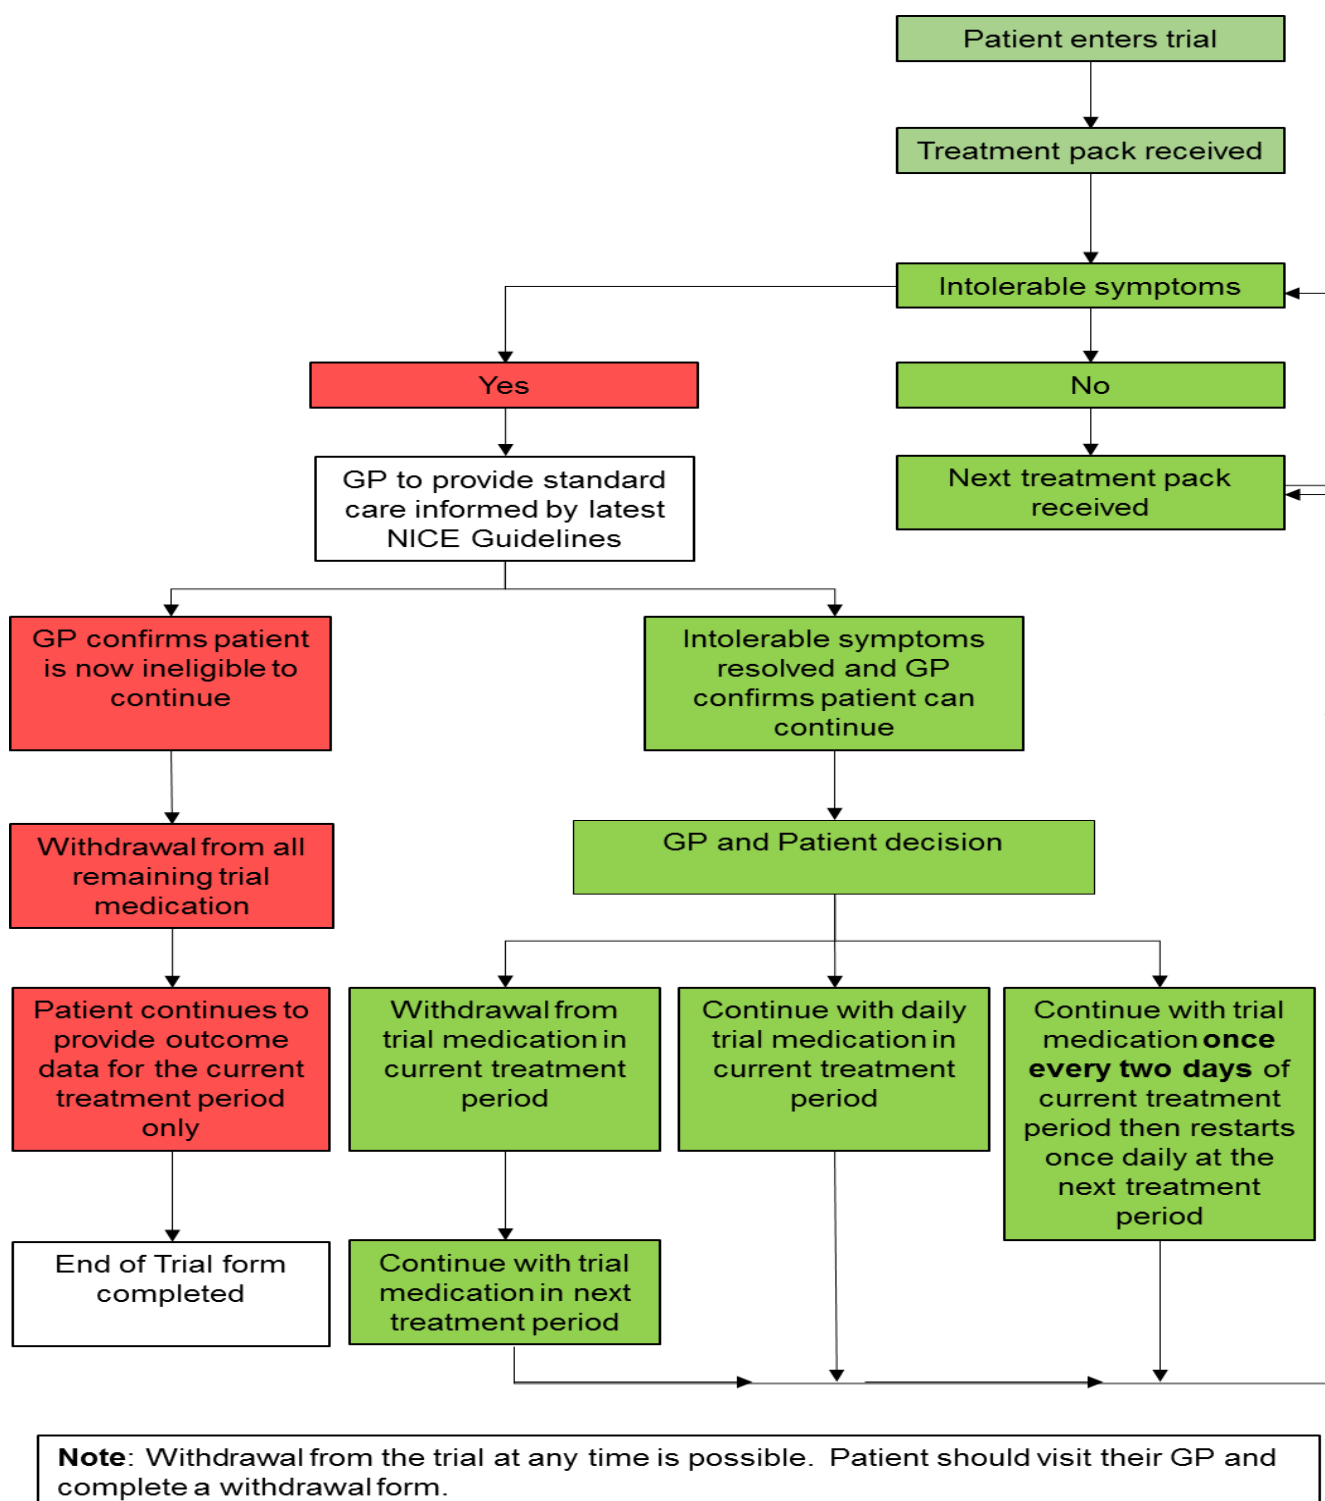 Patient enters trial
Treatment pack received
Intolerable symptoms
Yes
No
GP to provide standard
care informed by latest
NICE Guidelines
Next treatment pack
received
GP confirms patient
is now ineligible to
continue
Intolerable symptoms
resolved and GP
confirms patient can
continue
Withdrawal from all
remaining trial
medication
GP and Patient decision
Patient continues to
provide outcome
data for the current
treatment period
only
Withdrawal from
trial medication in
current treatment
period
Continue with daily
trial medication in
current treatment
period
Continue with trial
medication once
every two days of
current treatment
period then restarts
once daily at the
next treatment
period
End of Trial form
completed
Continue with trial
medication in next
treatment period
Note: Withdrawal from the trial at any time is possible. Patient should visit their GP and
complete a withdrawal form.